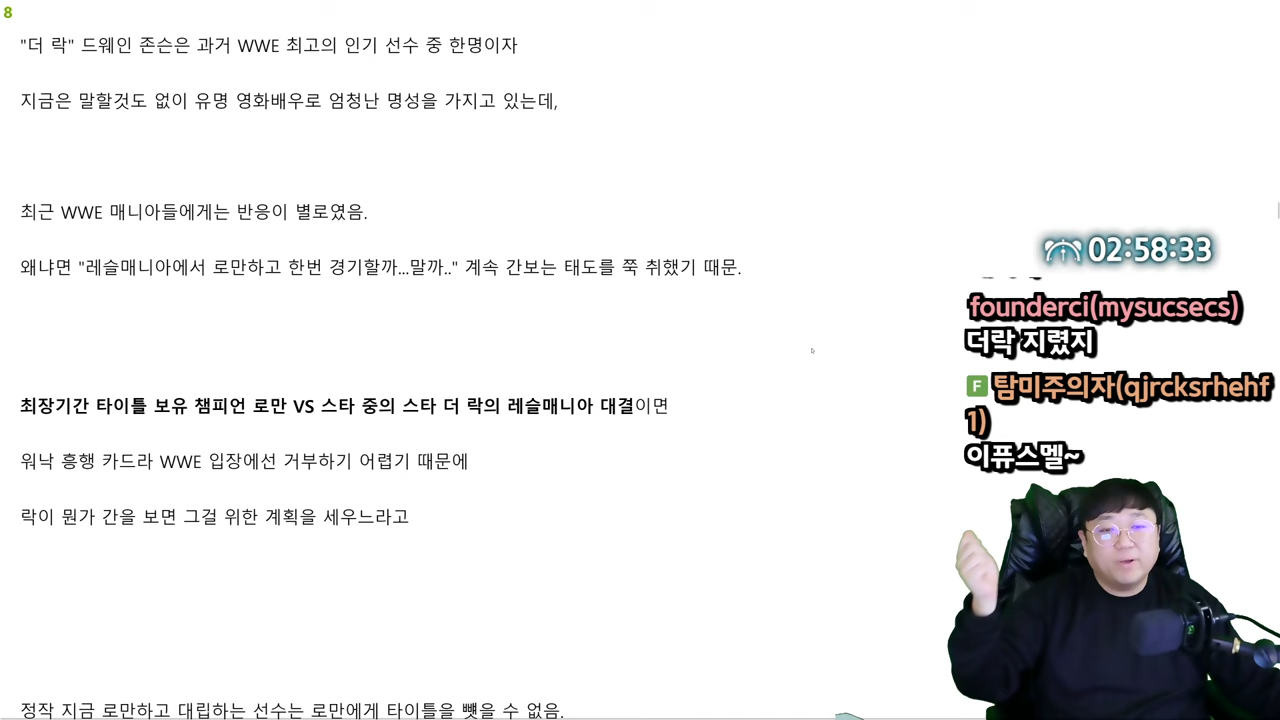 8
"더 락" 드웨인 존슨은 과거 WWE 최고의 인기 선수 중 한명이자
지금은 말할것도 없이 유명 영화배우로 엄청난 명성을 가지고 있는데,
최근 WWE 매니아들에게는 반응이 별로였음.
왜냐면 "레슬매니아에서 로만하고 한번 경기할까...말까.." 계속 간보는 태도를 쭉 취했기 때문.
최장기간 타이틀 보유 챔피언 로만 VS 스타 중의 스타 더 락의 레슬매니아 대결이면
워낙 흥행 카드라 WWE 입장에선 거부하기 어렵기 때문에
락이 뭔가 간을 보면 그걸 위한 계획을 세우느라고
정작 지금 로만하고 대립하는 선수는 로만에게 타이틀을 뺏을 수 없음.
02:58:33
founderci(mysucsecs)
더락 지렸지
F 탐미주의자(qjrcksrhehf
1)
이퓨스멜~